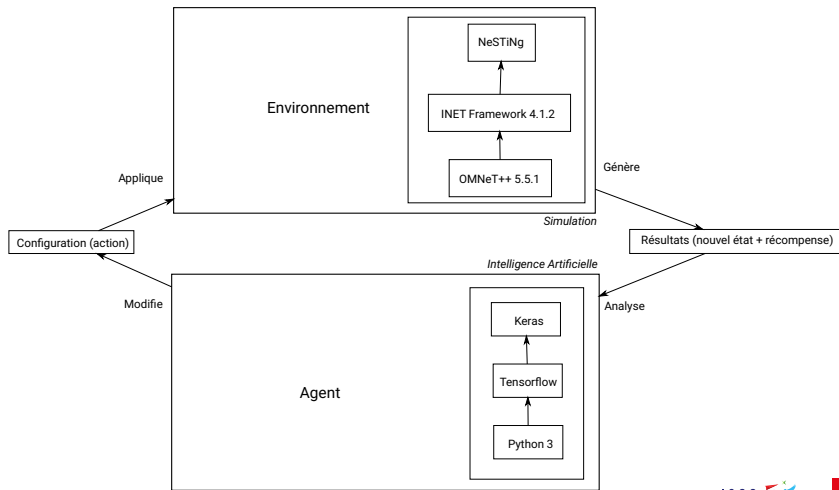 NeSTiNg
Environnement
INET Framework 4.1.2
OMNeT++ 5.5.1
Applique
Génère
Simulation
Configuration (action)
Résultats (nouvel état + récompense)
Intelligence Artificielle
Modifie
Analyse
Keras
Tensorflow
Agent
Python 3